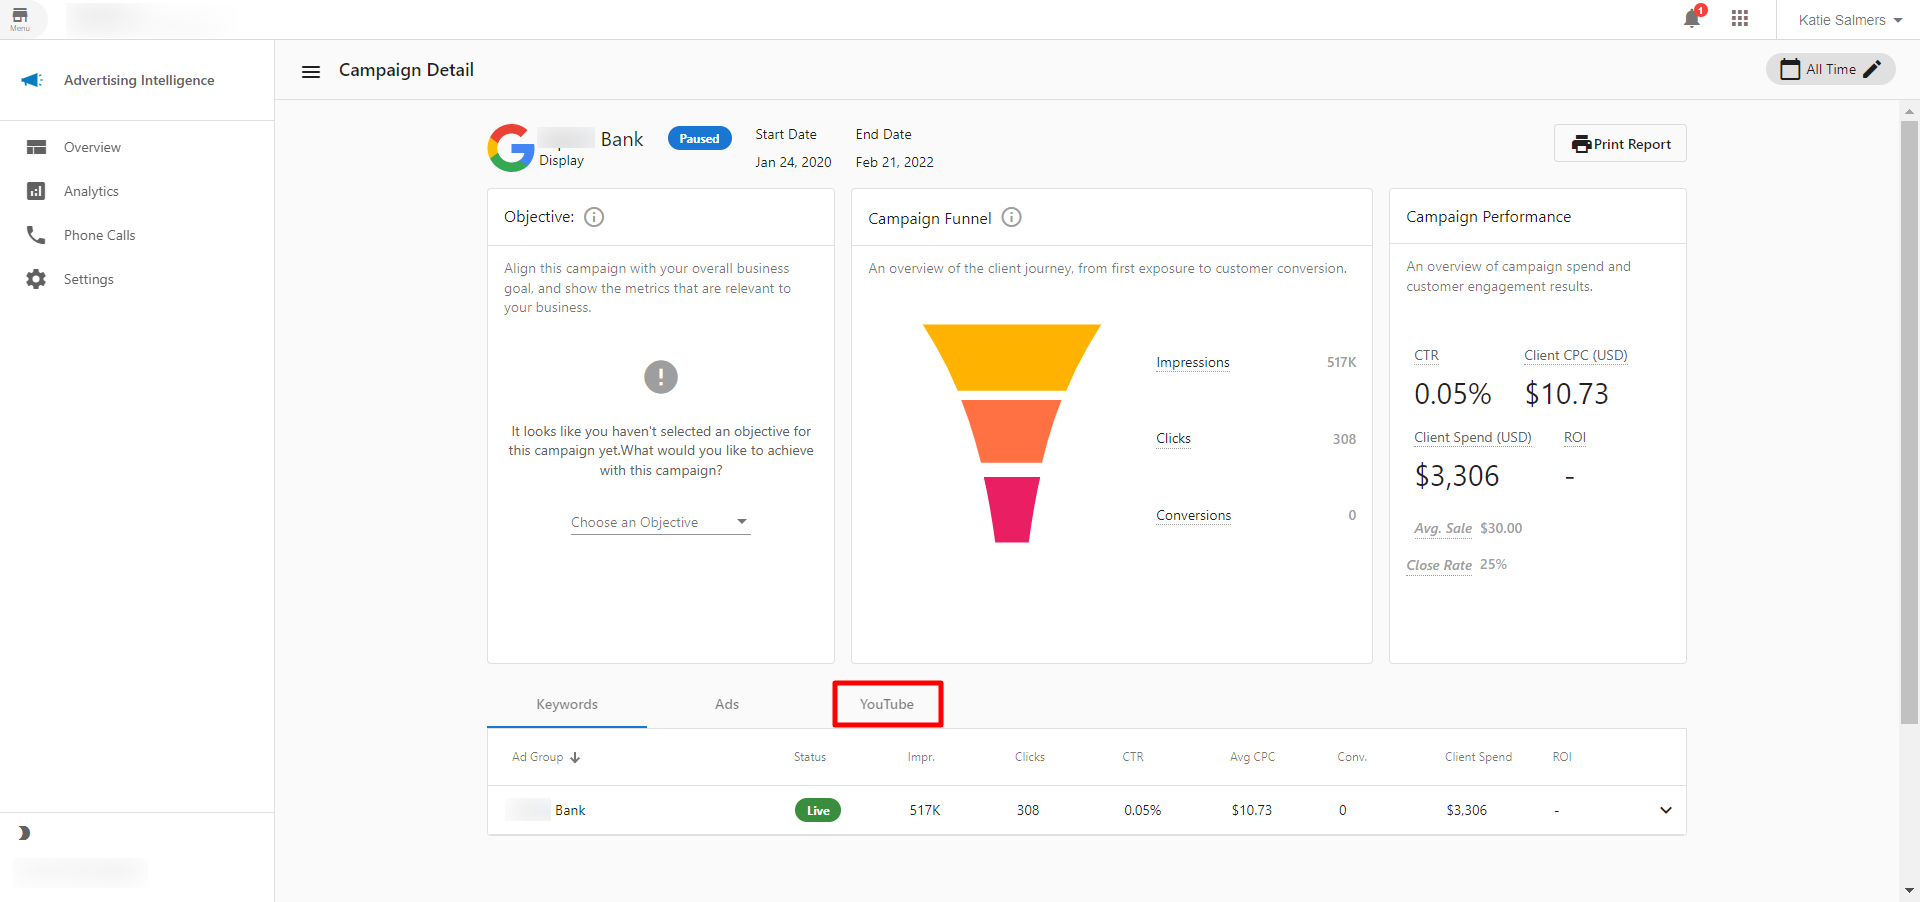 Menu
1
Katie Salmers
Advertising Intelligence
Campaign Detail
All Time
Overview
Analytics
Phone Calls
Settings
Bank
Display
Paused
Start Date
Jan 24, 2020
End Date
Feb 21, 2022
Print Report
Objective:
Align this campaign with your overall business
goal, and show the metrics that are relevant to
your business.
It looks like you haven't selected an objective for
this campaign yet.What would you like to achieve
with this campaign?
Choose an Objective
Campaign Funnel
An overview of the client journey, from first exposure to customer conversion.
Impressions 517K
Clicks 308
Conversions 0
Campaign Performance
An overview of campaign spend and
customer engagement results.
CTR Client CPC (USD)
0.05% $10.73
Client Spend (USD) ROI
$3,306 -
Avg. Sale $30.00
Close Rate 25%
Keywords Ads YouTube
Ad Group Status Impr. Clicks CTR Avg CPC Conv. Client Spend ROI
Bank Live 517K 308 0.05% $10.73 0 $3,306 -